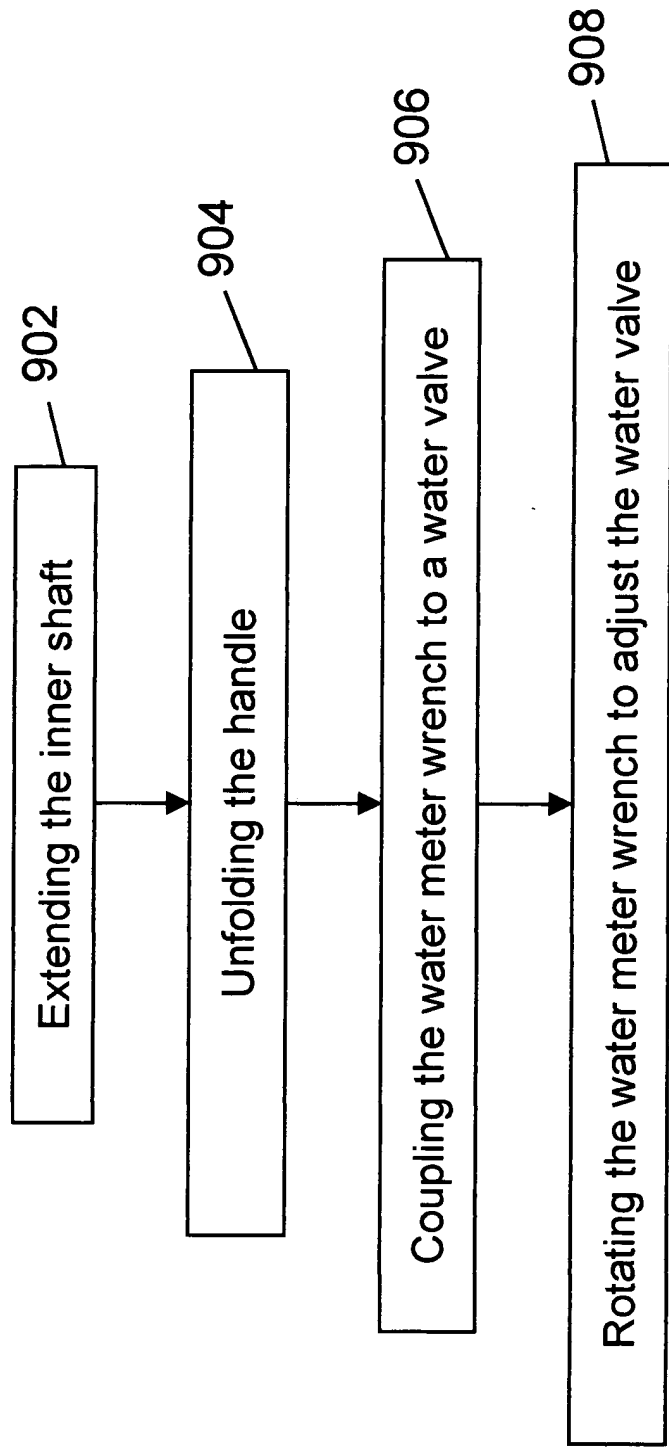 Extending the inner shaft
902
Unfolding the handle
904
Coupling the water meter wrench to a water valve
906
Rotating the water meter wrench to adjust the water valve
908